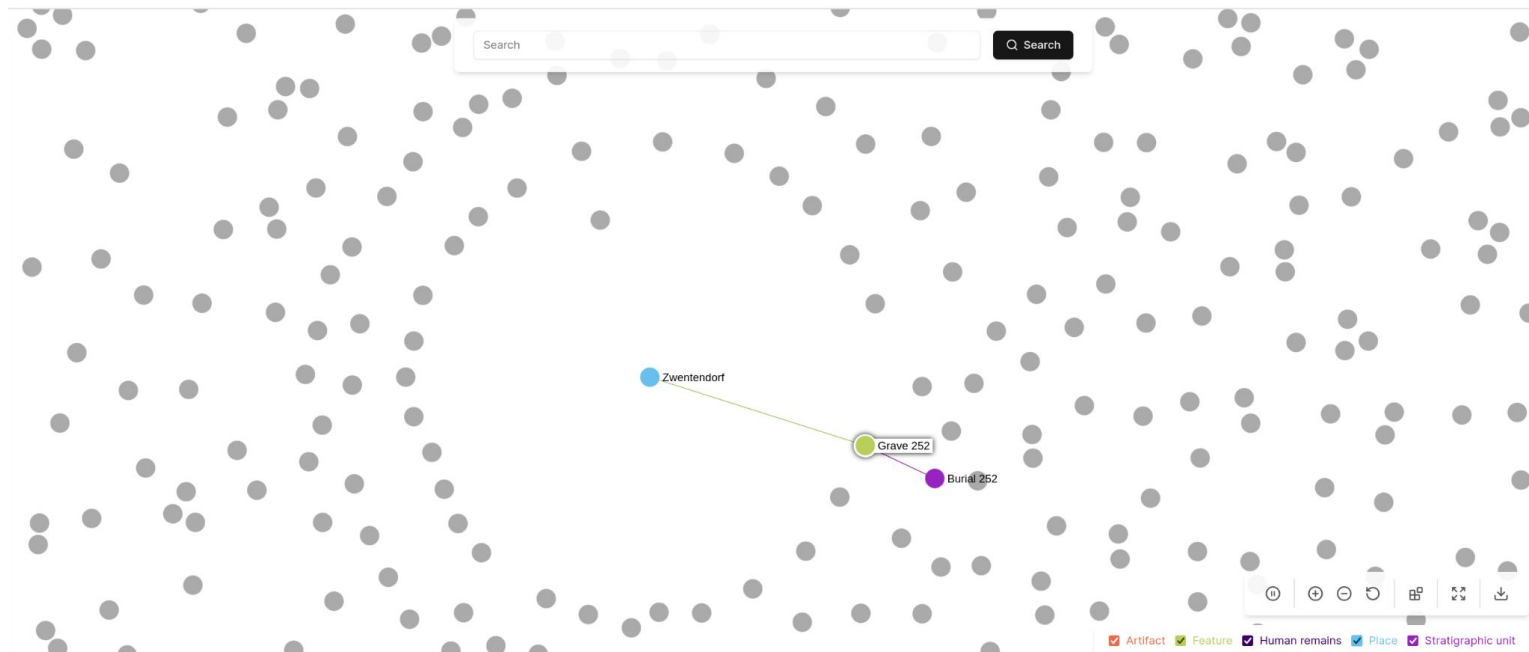 Search
Search
Zwentendorf
Grave 252
Burial 252
Artifact Feature Human remains Place Stratigraphic unit